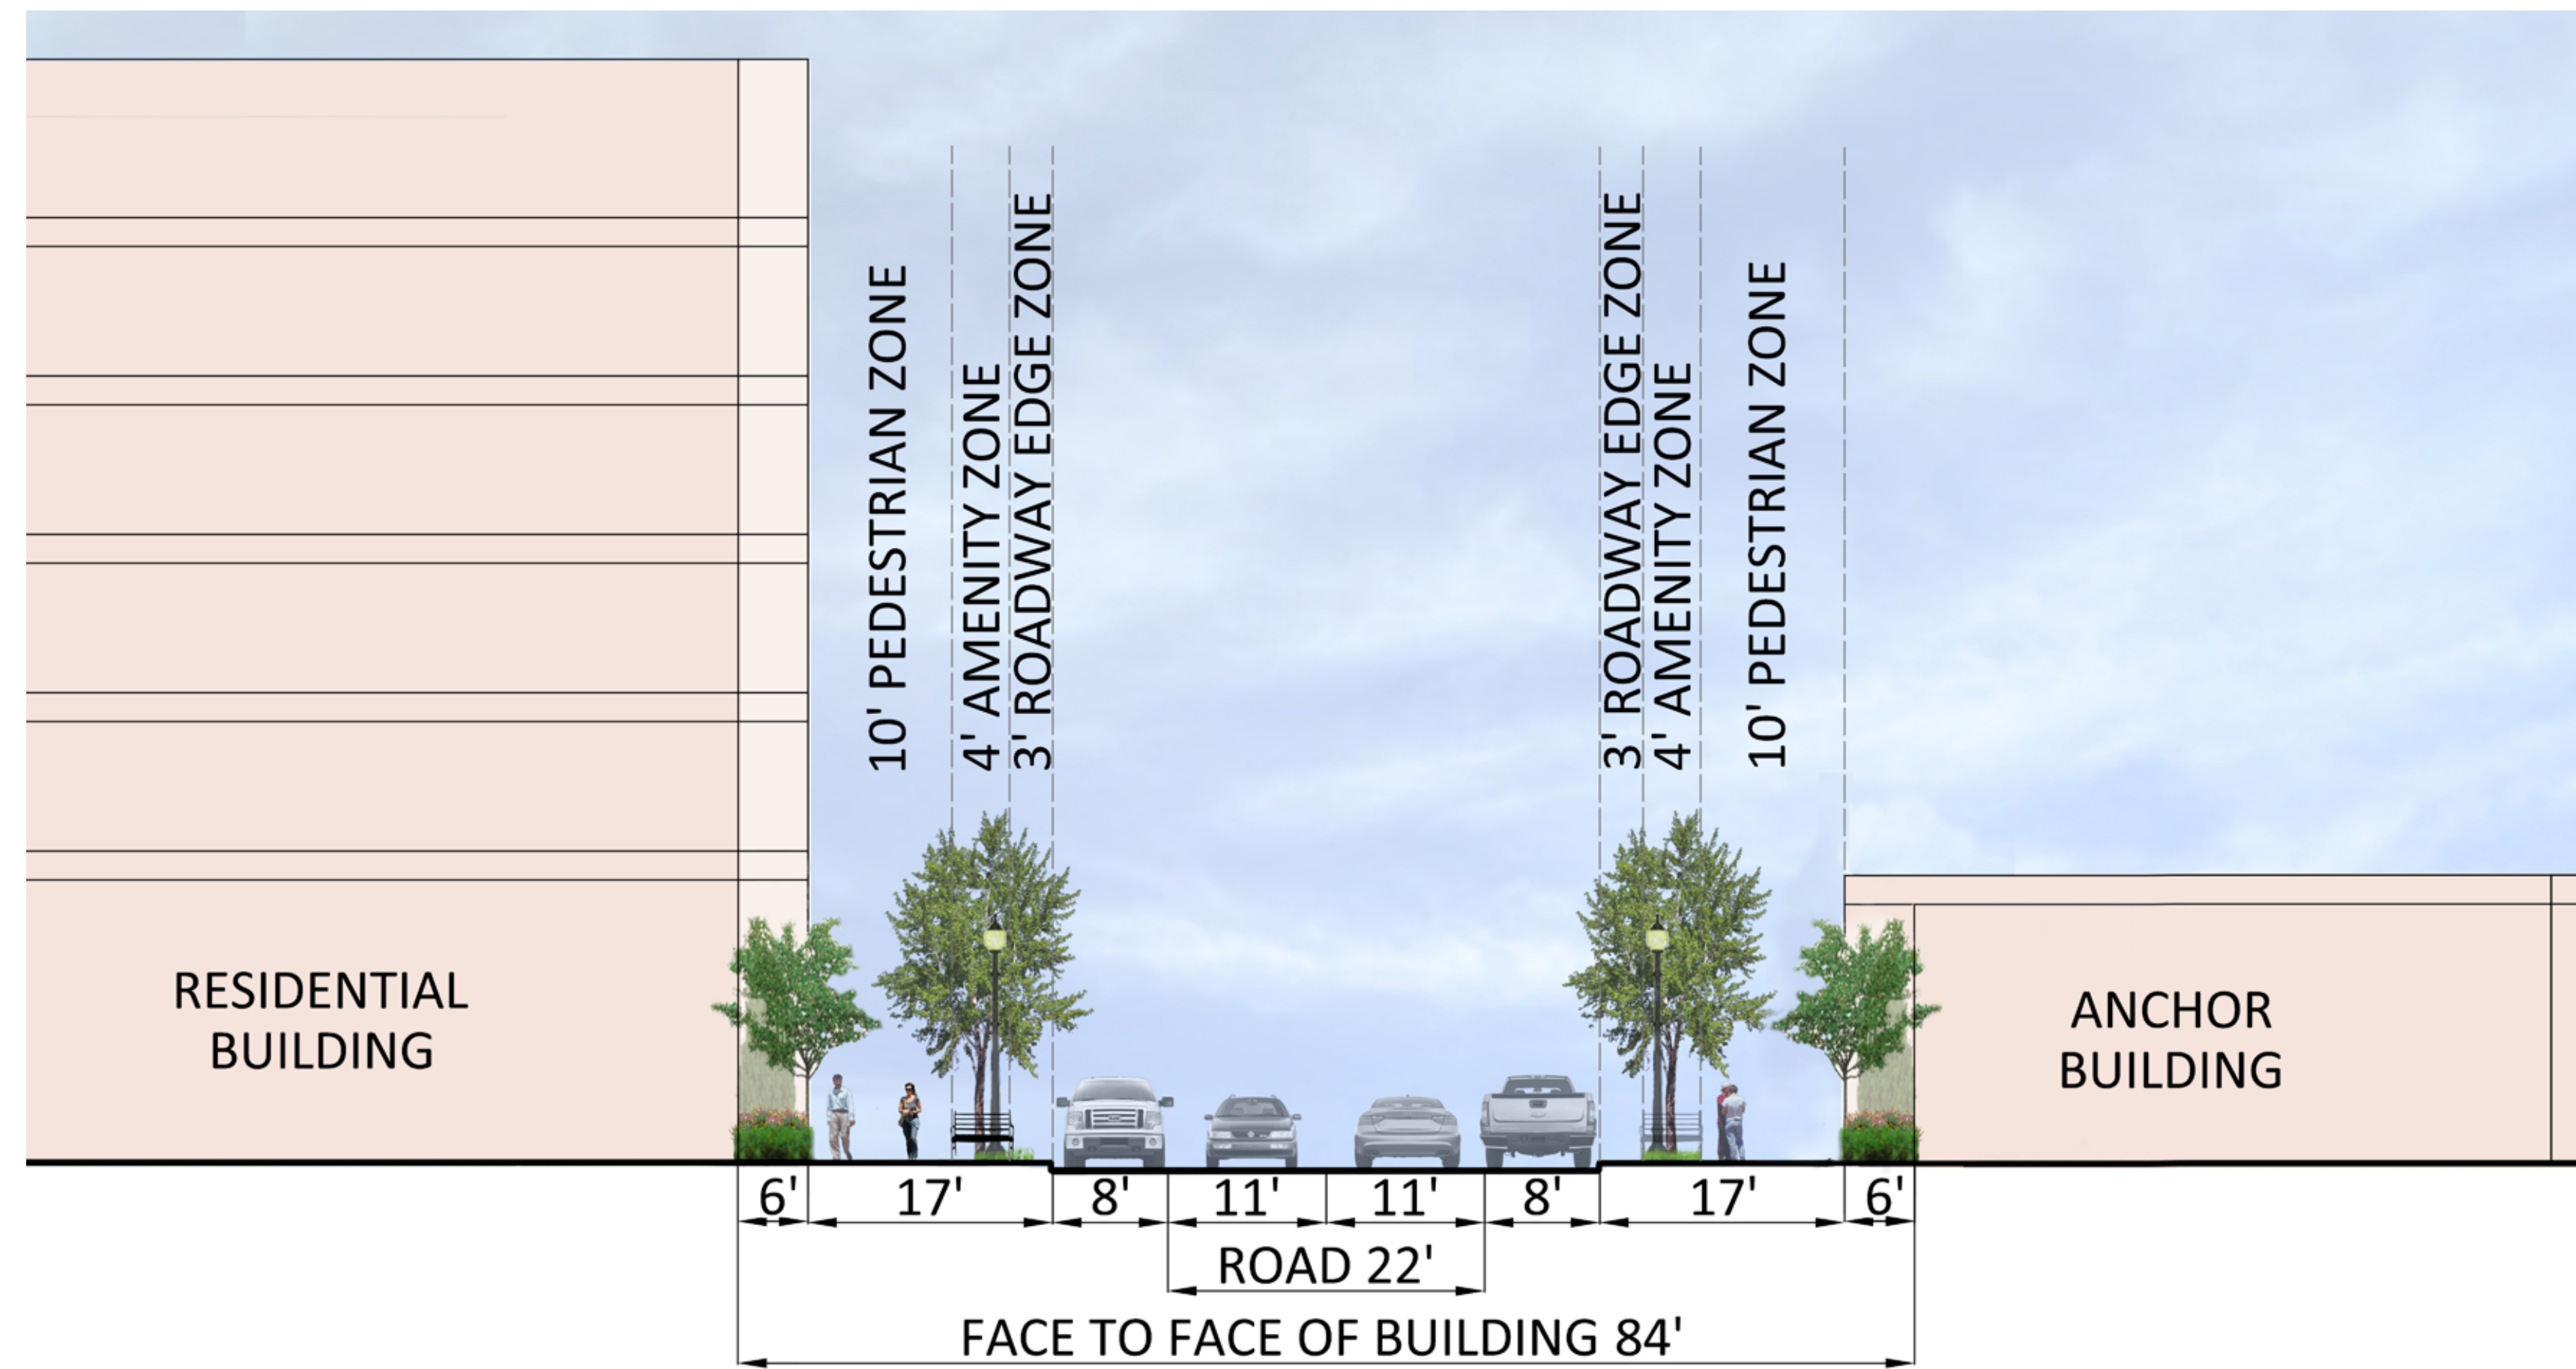 10' PEDESTRIAN ZONE
4' AMENITY ZONE
3' ROADWAY EDGE ZONE
3' ROADWAY EDGE ZONE
4' AMENITY ZONE
10' PEDESTRIAN ZONE
RESIDENTIAL
BUILDING
ANCHOR
BUILDING
6' 17' 8' 11' 11' 8' 17' 6'
ROAD 22'
FACE TO FACE OF BUILDING 84'